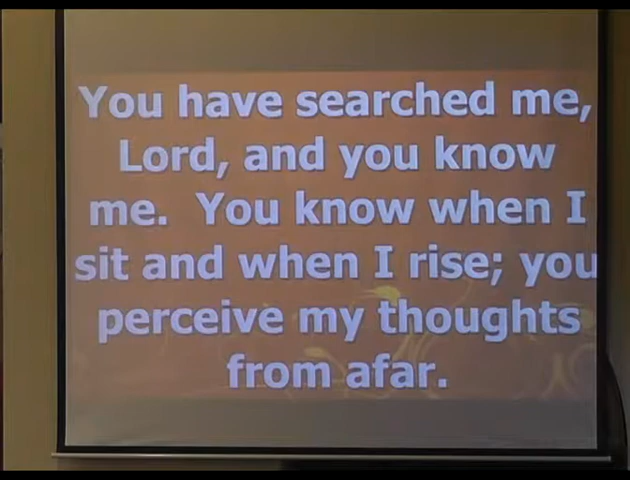 You have searched me,
Lord, and you know
me. You know when I
sit and when I rise; you
perceive my thoughts
from afar.